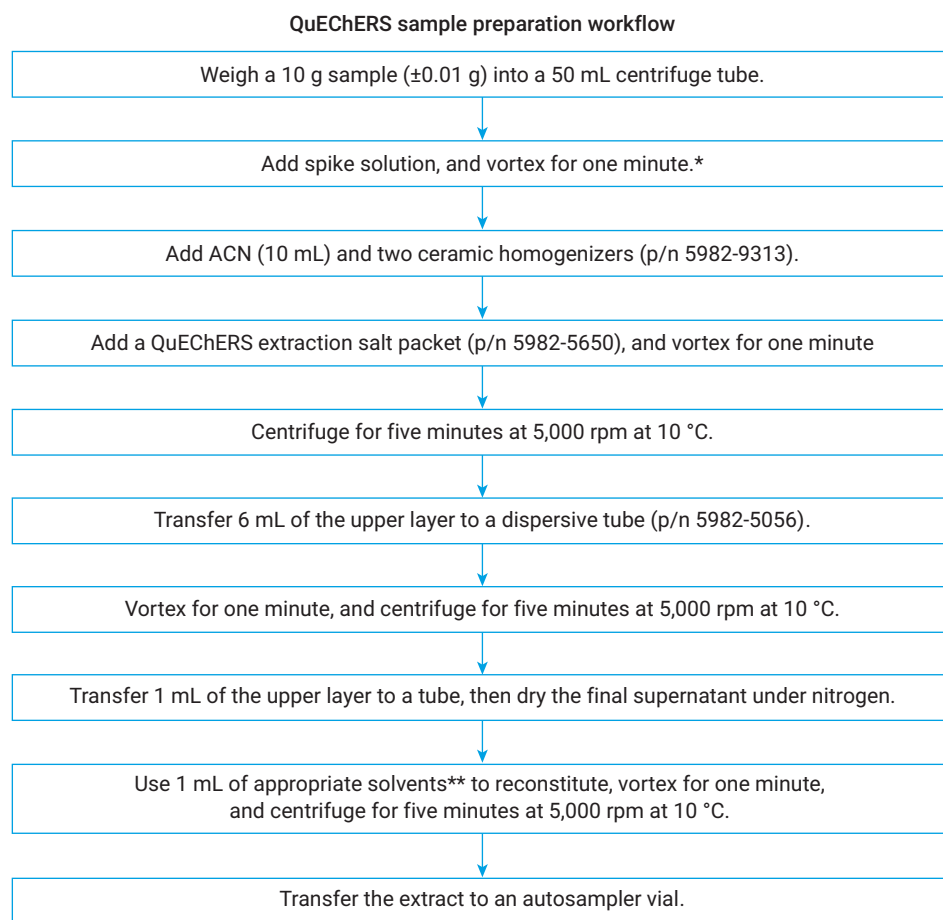 QuEChERS sample preparation workflow
Weigh a 10 g sample (±0.01 g) into a 50 mL centrifuge tube.
Add spike solution, and vortex for one minute.*
Add ACN (10 mL) and two ceramic homogenizers (p/n 5982-9313).
Add a QuEChERS extraction salt packet (p/n 5982-5650), and vortex for one minute
Centrifuge for five minutes at 5,000 rpm at 10 °C.
Transfer 6 mL of the upper layer to a dispersive tube (p/n 5982-5056).
Vortex for one minute, and centrifuge for five minutes at 5,000 rpm at 10 °C.
Transfer 1 mL of the upper layer to a tube, then dry the final supernatant under nitrogen.
Use 1 mL of appropriate solvents** to reconstitute, vortex for one minute,
and centrifuge for five minutes at 5,000 rpm at 10 °C.
Transfer the extract to an autosampler vial.